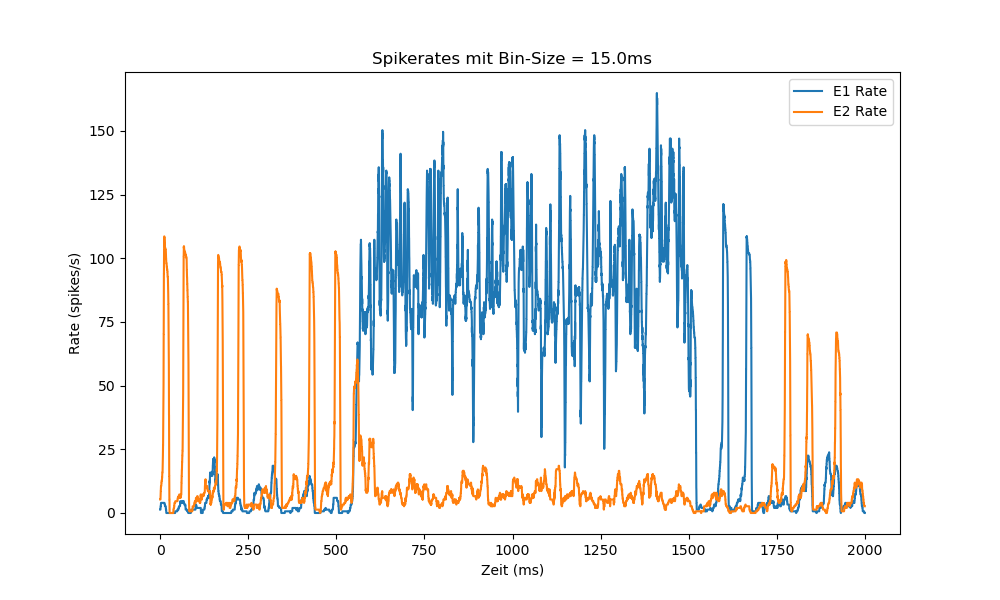 Spikerates mit Bin-Size = 15.0ms
E1 Rate
E2 Rate
Rate (spikes/s)
150
125
100
75
50
25
0
0 250 500 750 1000 1250 1500 1750 2000
Zeit (ms)